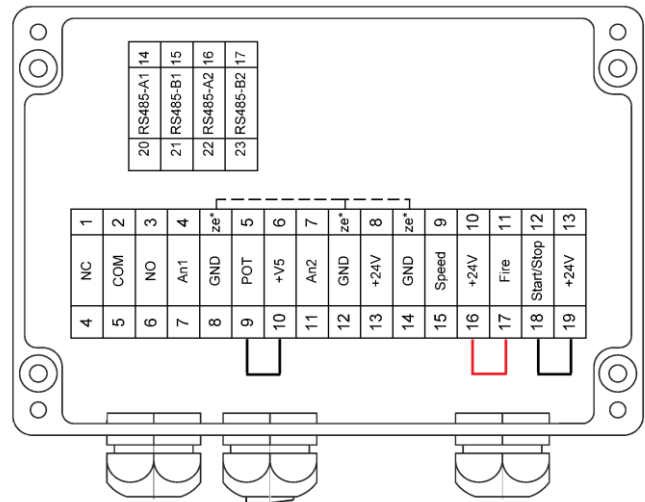 14 15 16 17
RS485-A1 RS485-B1 RS485-A2 RS485-B2
20 21 22 23
1 2 3 4 ze* 5 6 7 ze* 8 ze* 9 10 11 12 13
NC COM NO An1 GND POT +V5 An2 GND +24V GND Speed +24V Fire Start/Stop +24V
4 5 6 7 8 9 10 11 12 13 14 15 16 17 18 19